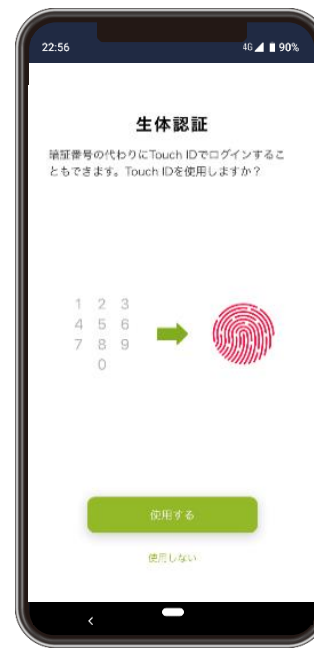 22:56 4G 90%
生体認証
暗証番号の代わりにTouch IDでログインするこ
ともできます。Touch IDを使用しますか？
1 2 3
4 5 6
7 8 9
0
使用する
使用しない